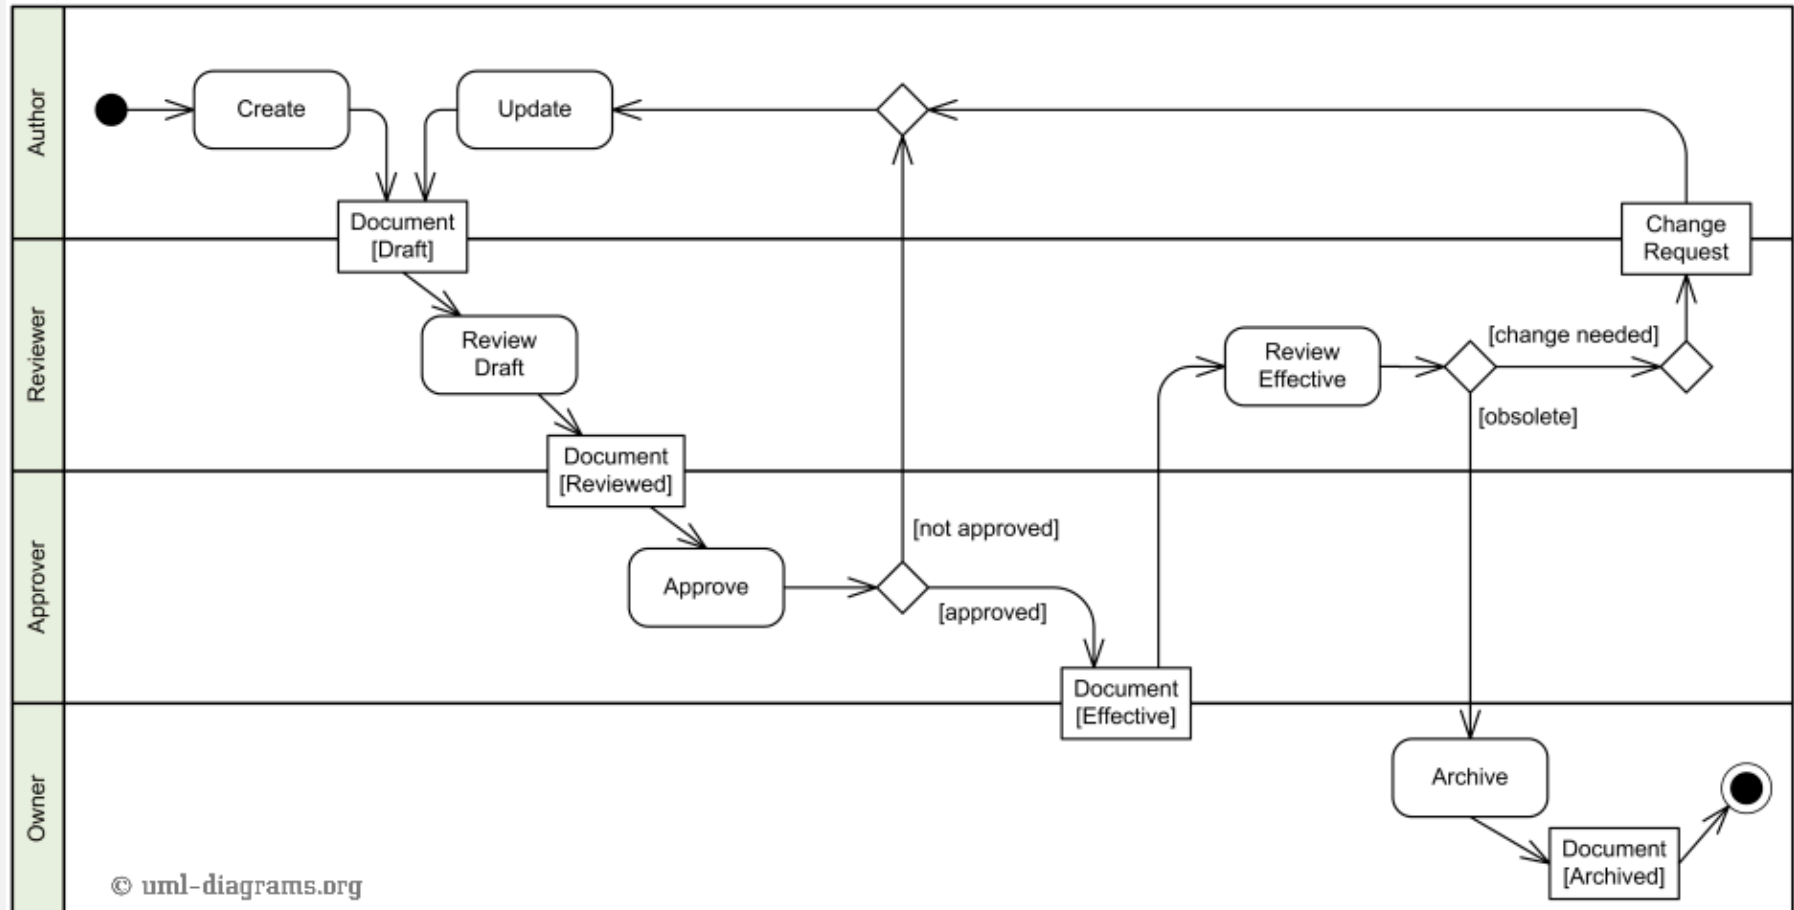 Author
Create
Update
Document
[Draft]
Change
Request
Reviewer
Review
Draft
Review
Effective
[change needed]
[obsolete]
Document
[Reviewed]
Approver
[not approved]
Approve
[approved]
Document
[Effective]
Owner
Archive
Document
[Archived]
© uml-diagrams.org